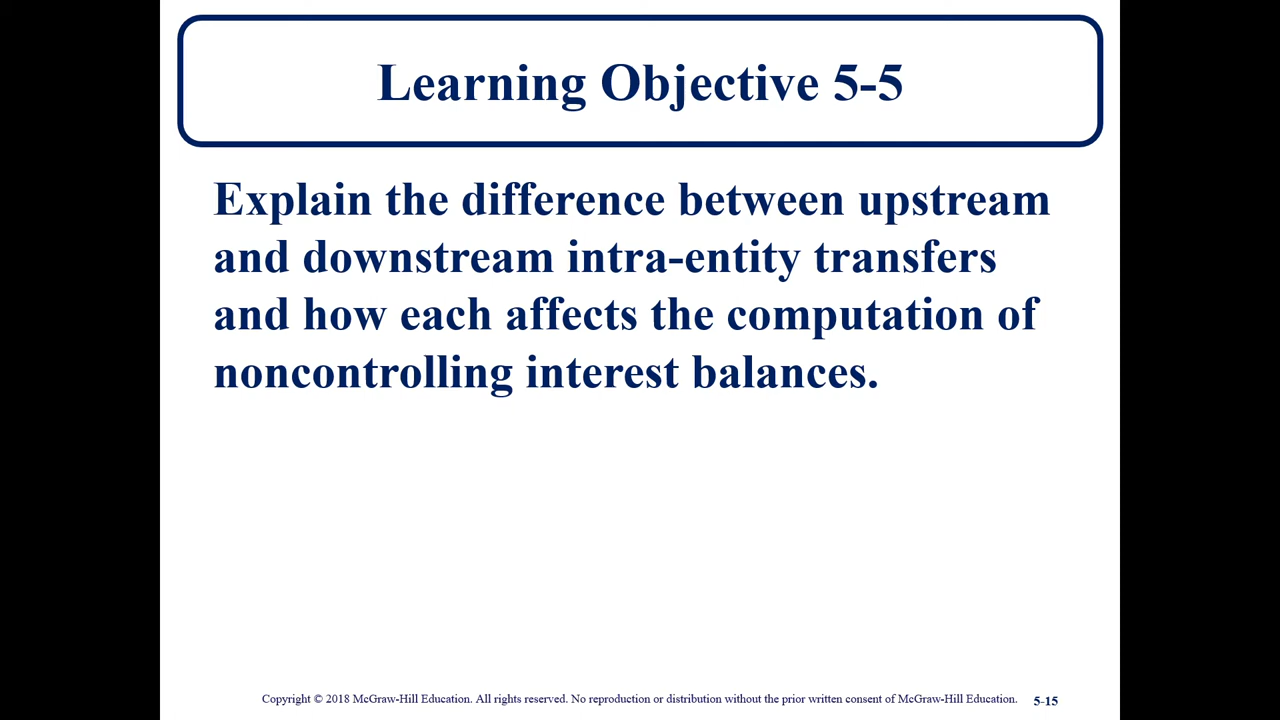 Learning Objective 5-5
Explain the difference between upstream
and downstream intra-entity transfers
and how each affects the computation of
noncontrolling interest balances.
Copyright © 2018 McGraw-Hill Education. All rights reserved. No reproduction or distribution without the prior written consent of McGraw-Hill Education. 5-15